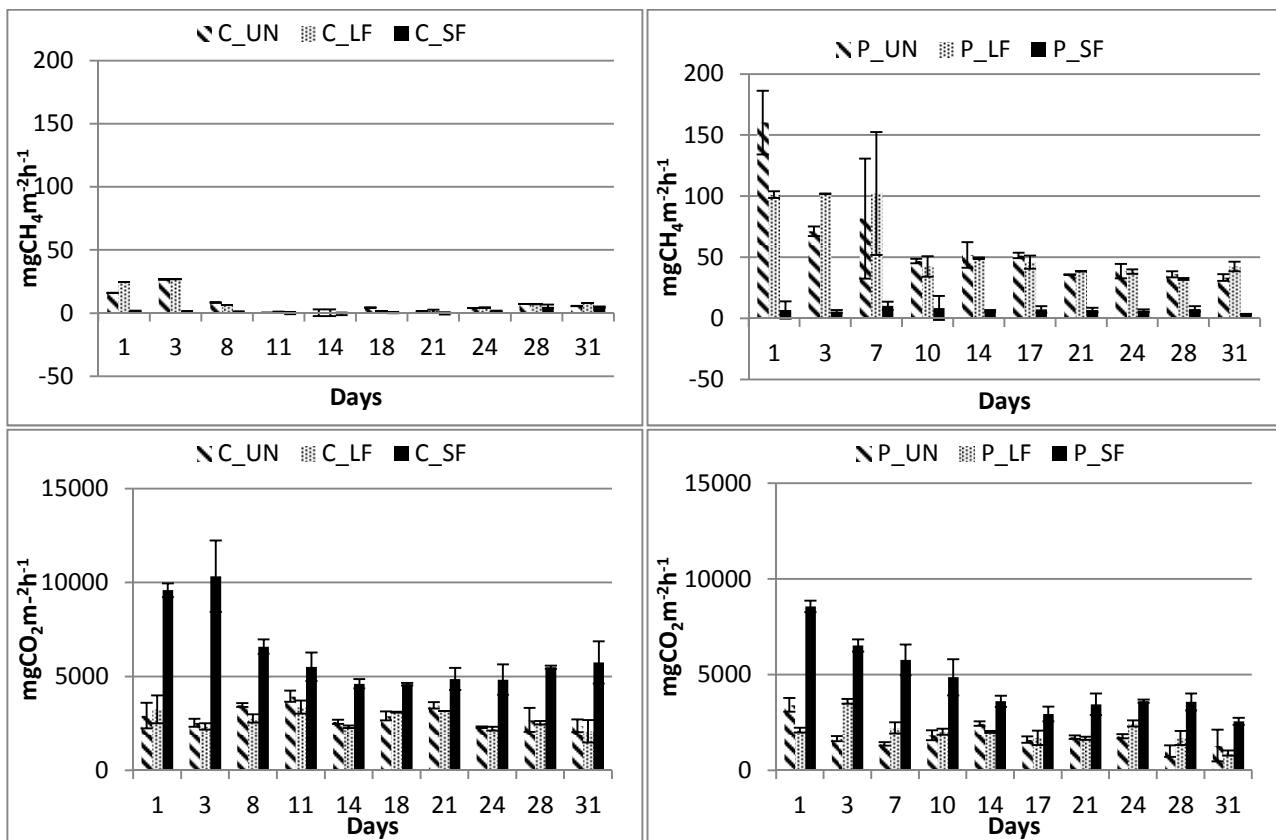 C_UN C_LF C_SF
200
150
100
50
0
-50
mgCH₄m⁻²h⁻¹
1 3 8 11 14 18 21 24 28 31
Days
P_UN P_LF P_SF
200
150
100
50
0
-50
mgCH₄m⁻²h⁻¹
1 3 7 10 14 17 21 24 28 31
Days
C_UN C_LF C_SF
15000
10000
5000
0
mgCO₂m⁻²h⁻¹
1 3 8 11 14 18 21 24 28 31
Days
P_UN P_LF P_SF
15000
10000
5000
0
mgCO₂m⁻²h⁻¹
1 3 7 10 14 17 21 24 28 31
Days